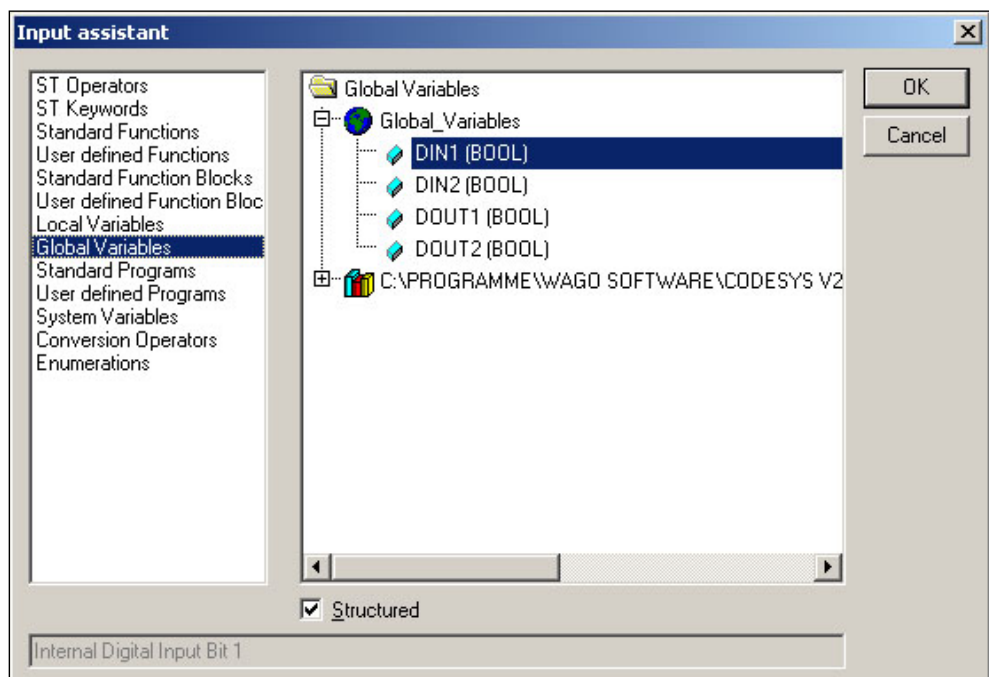 Input assistant
ST Operators
ST Keywords
Standard Functions
User defined Functions
Standard Function Blocks
User defined Function Bloc
Local Variables
Global Variables
Standard Programs
User defined Programs
System Variables
Conversion Operators
Enumerations
Global Variables
Global_Variables
DIN1 (BOOL)
DIN2 (BOOL)
DOUT1 (BOOL)
DOUT2 (BOOL)
C:\PROGRAMME\WAGO SOFTWARE\CODESYS V2
OK
Cancel
Structured
Internal Digital Input Bit 1